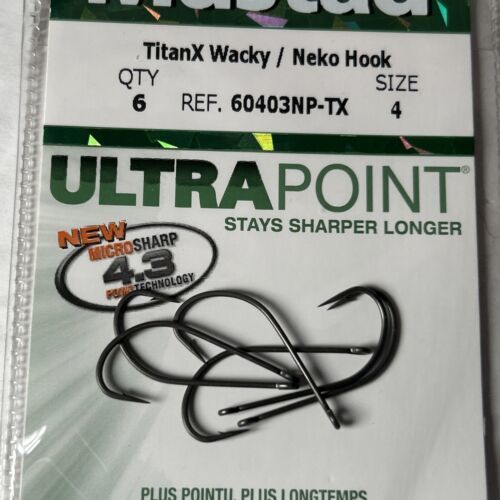 Mustad
TitanX Wacky / Neko Hook
QTY SIZE
6 REF. 60403NP-TX 4
ULTRAPOINT®
STAYS SHARPER LONGER
NEW
MICROSHARP
4.3
POINT TECHNOLOGY
PLUS POINTU, PLUS LONGTEMPS